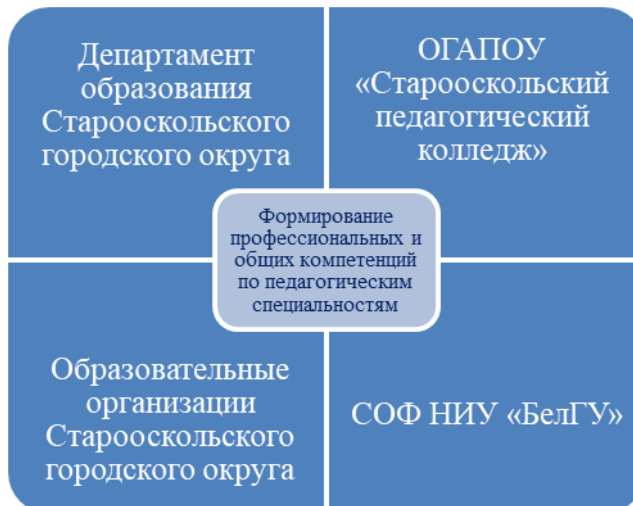 Департамент
образования
Старооскольского
городского округа
ОГАПОУ
«Старооскольский
педагогический
колледж»
Формирование
профессиональных и
общих компетенций
по педагогическим
специальностям
Образовательные
организации
Старооскольского
городского округа
СОФ НИУ «БелГУ»